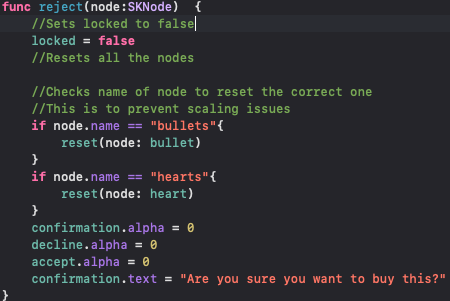 func reject(node:SKNode)  {
    //Sets locked to false
    locked = false
    //Resets all the nodes

    //Checks name of node to reset the correct one
    //This is to prevent scaling issues
    if node.name == "bullets"{
        reset(node: bullet)
    }
    if node.name == "hearts"{
        reset(node: heart)
    }
    confirmation.alpha = 0
    decline.alpha = 0
    accept.alpha = 0
    confirmation.text = "Are you sure you want to buy this?"
}